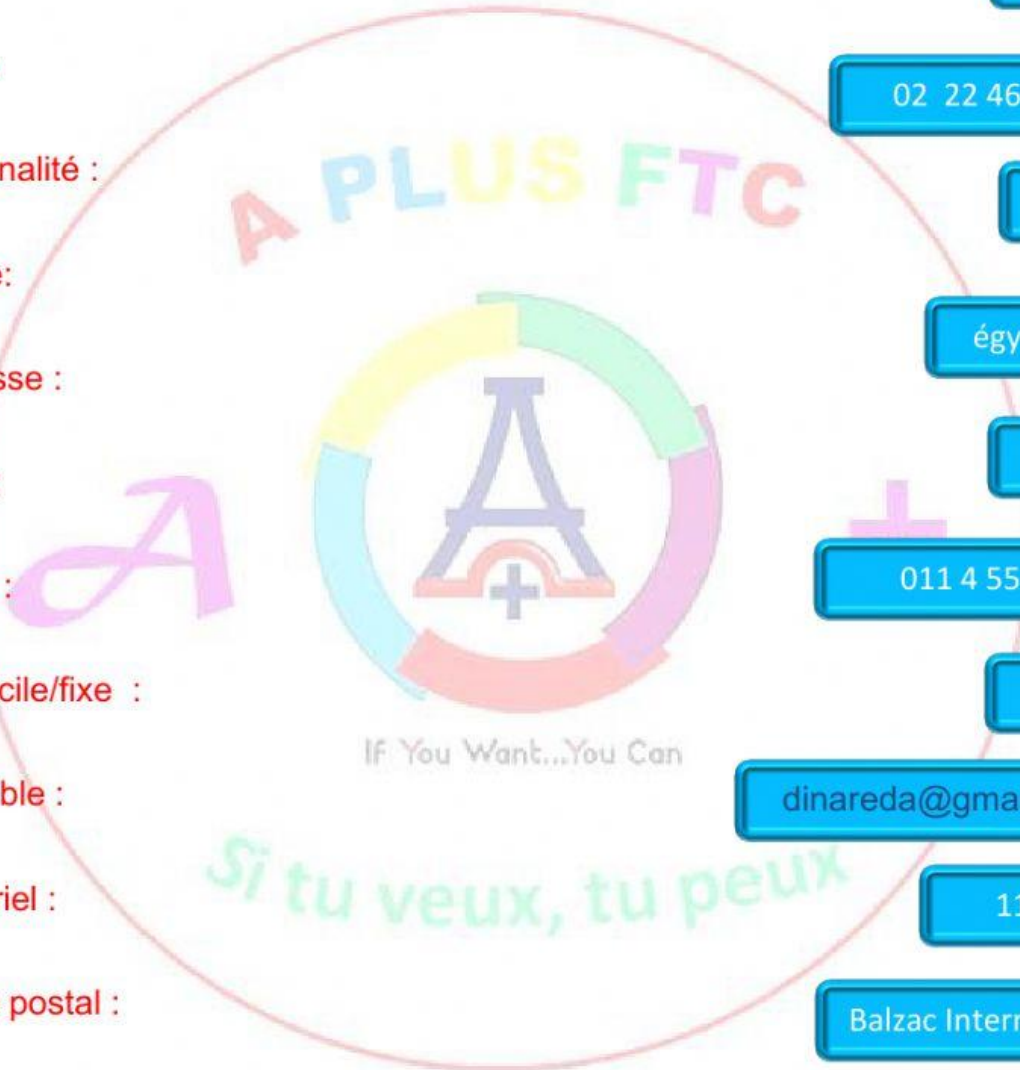 02 22 46
nalité :
A PLUS FTC
e:
égy
sse :
A +
:
011 4 55
cile/fixe :
If You Want...You Can
ble :
dinareda@gma
Si tu veux, tu peux
riel :
11
postal :
Balzac Intern